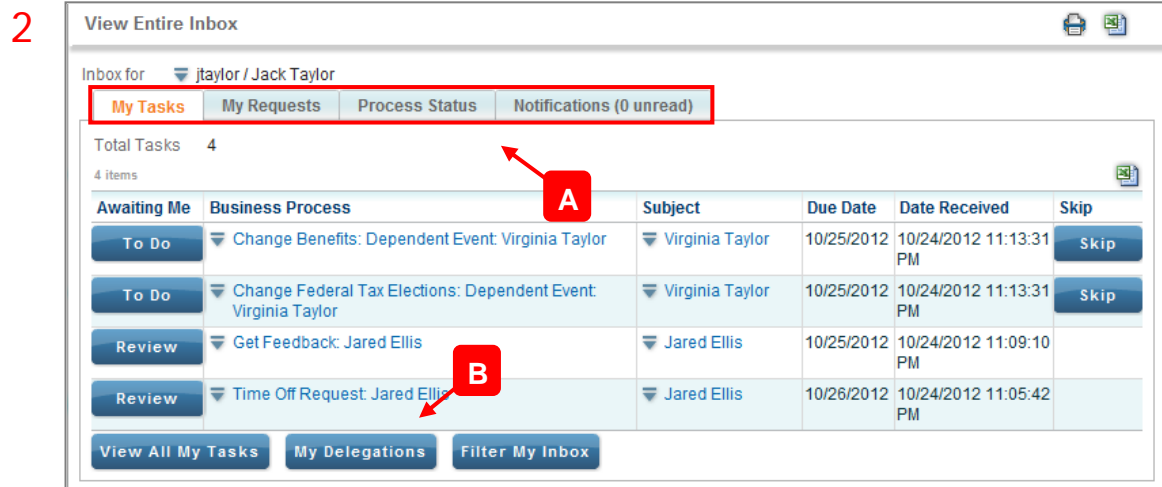 2
View Entire Inbox
Inbox for jtaylor / Jack Taylor
My Tasks My Requests Process Status Notifications (0 unread)
Total Tasks 4
4 items
A
Awaiting Me Business Process Subject Due Date Date Received Skip
To Do Change Benefits: Dependent Event: Virginia Taylor Virginia Taylor 10/25/2012 10/24/2012 11:13:31 Skip
PM
To Do Change Federal Tax Elections: Dependent Event: Virginia Taylor 10/25/2012 10/24/2012 11:13:31 Skip
Virginia Taylor PM
Review Get Feedback: Jared Ellis Jared Ellis 10/25/2012 10/24/2012 11:09:10
PM
B
Review Time Off Request: Jared Ellis Jared Ellis 10/26/2012 10/24/2012 11:05:42
PM
View All My Tasks My Delegations Filter My Inbox